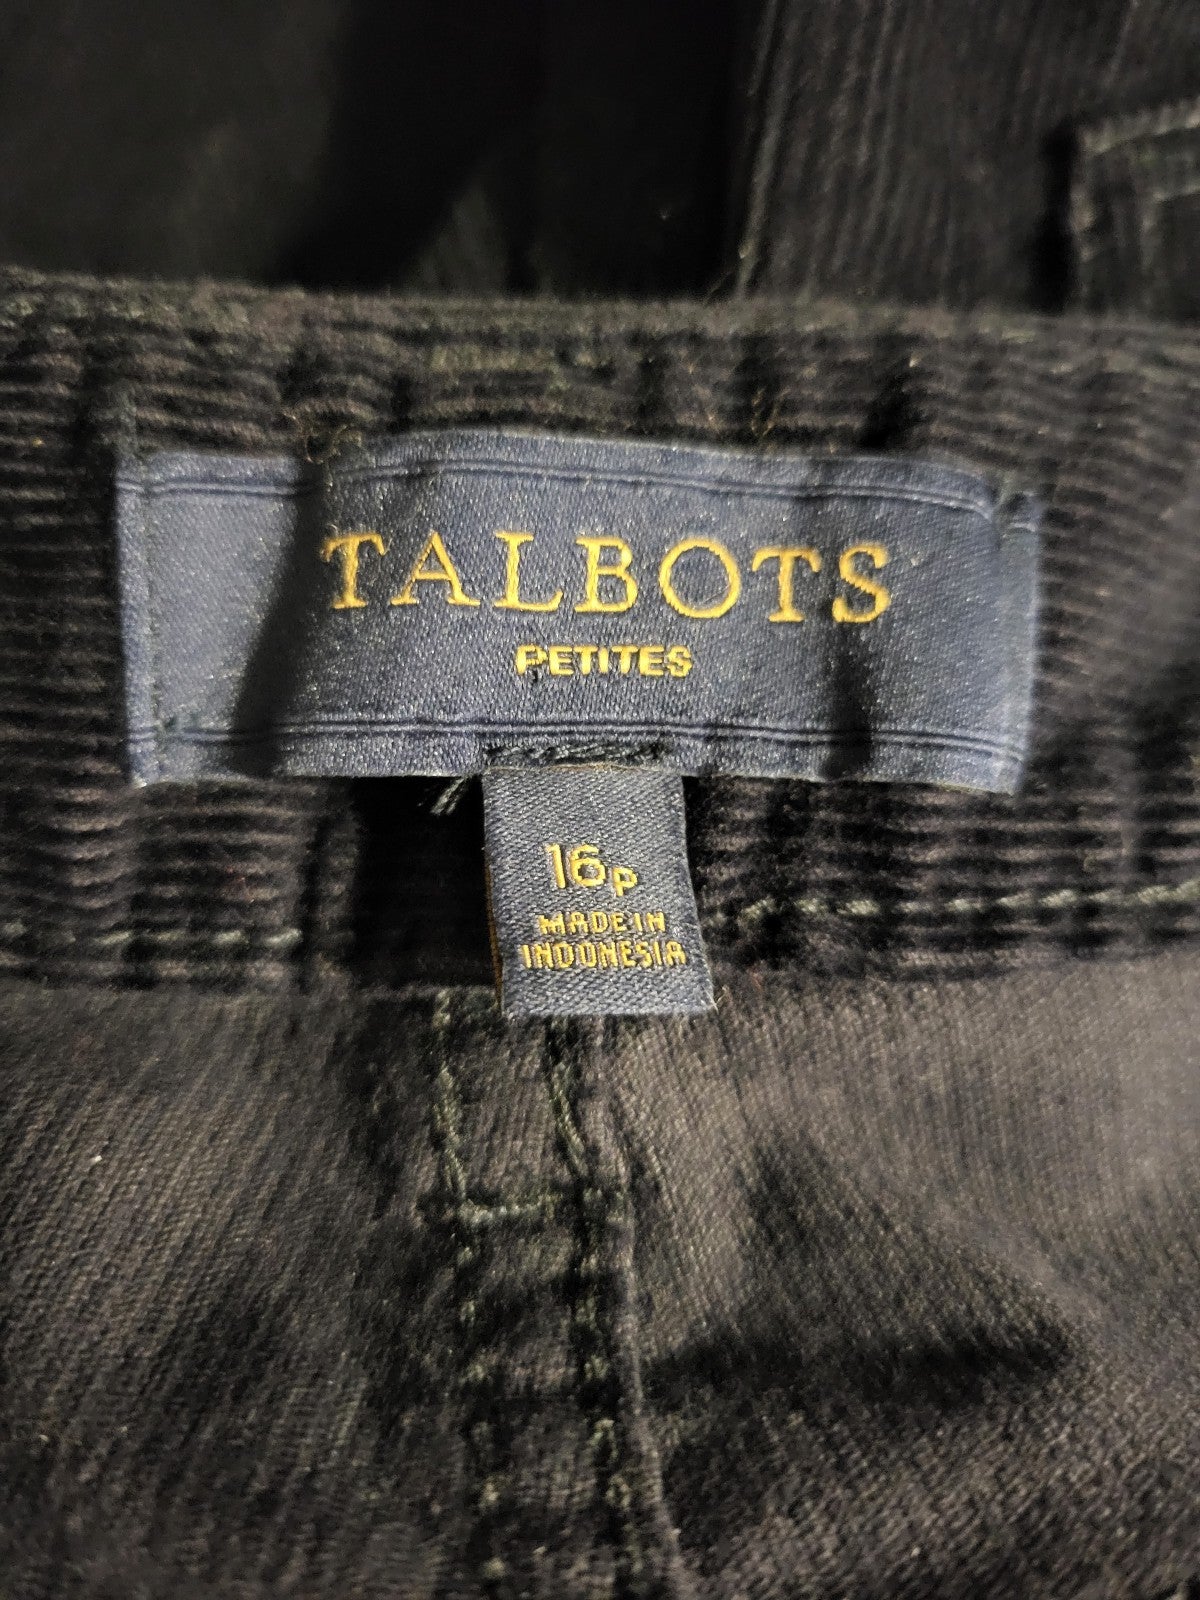 TALBOTS
PETITES
16P
MADE IN
INDONESIA